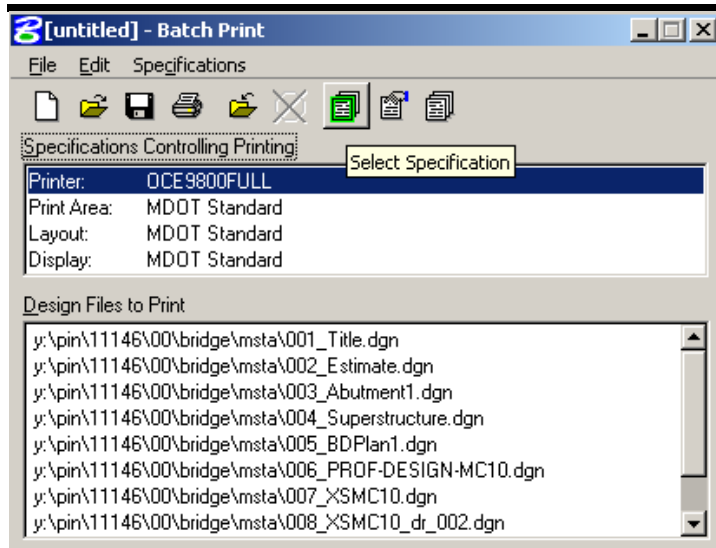 [untitled] - Batch Print
File Edit Specifications
Specifications Controlling Printing
Select Specification
Printer: OCE9800FULL
Print Area: MDOT Standard
Layout: MDOT Standard
Display: MDOT Standard
Design Files to Print
y:\pin\11146\00\bridge\msta\001_Title.dgn
y:\pin\11146\00\bridge\msta\002_Estimate.dgn
y:\pin\11146\00\bridge\msta\003_Abutment1.dgn
y:\pin\11146\00\bridge\msta\004_Superstructure.dgn
y:\pin\11146\00\bridge\msta\005_BDPlan1.dgn
y:\pin\11146\00\bridge\msta\006_PROF-DESIGN-MC10.dgn
y:\pin\11146\00\bridge\msta\007_XSMC10.dgn
y:\pin\11146\00\bridge\msta\008_XSMC10_dr_002.dgn